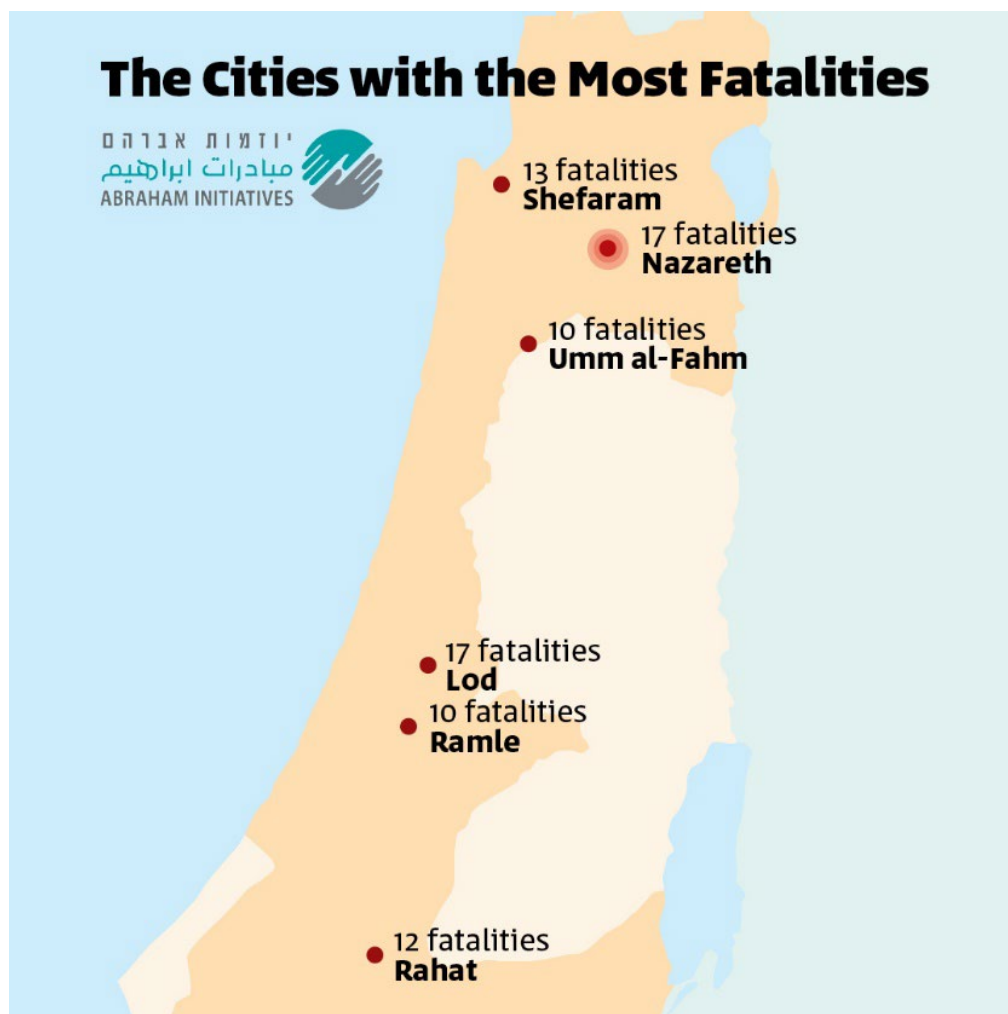 The Cities with the Most Fatalities
יוזמות אברהם
مبادرات ابراهيم
ABRAHAM INITIATIVES
13 fatalities
Shefaram
17 fatalities
Nazareth
10 fatalities
Umm al-Fahm
17 fatalities
Lod
10 fatalities
Ramle
12 fatalities
Rahat